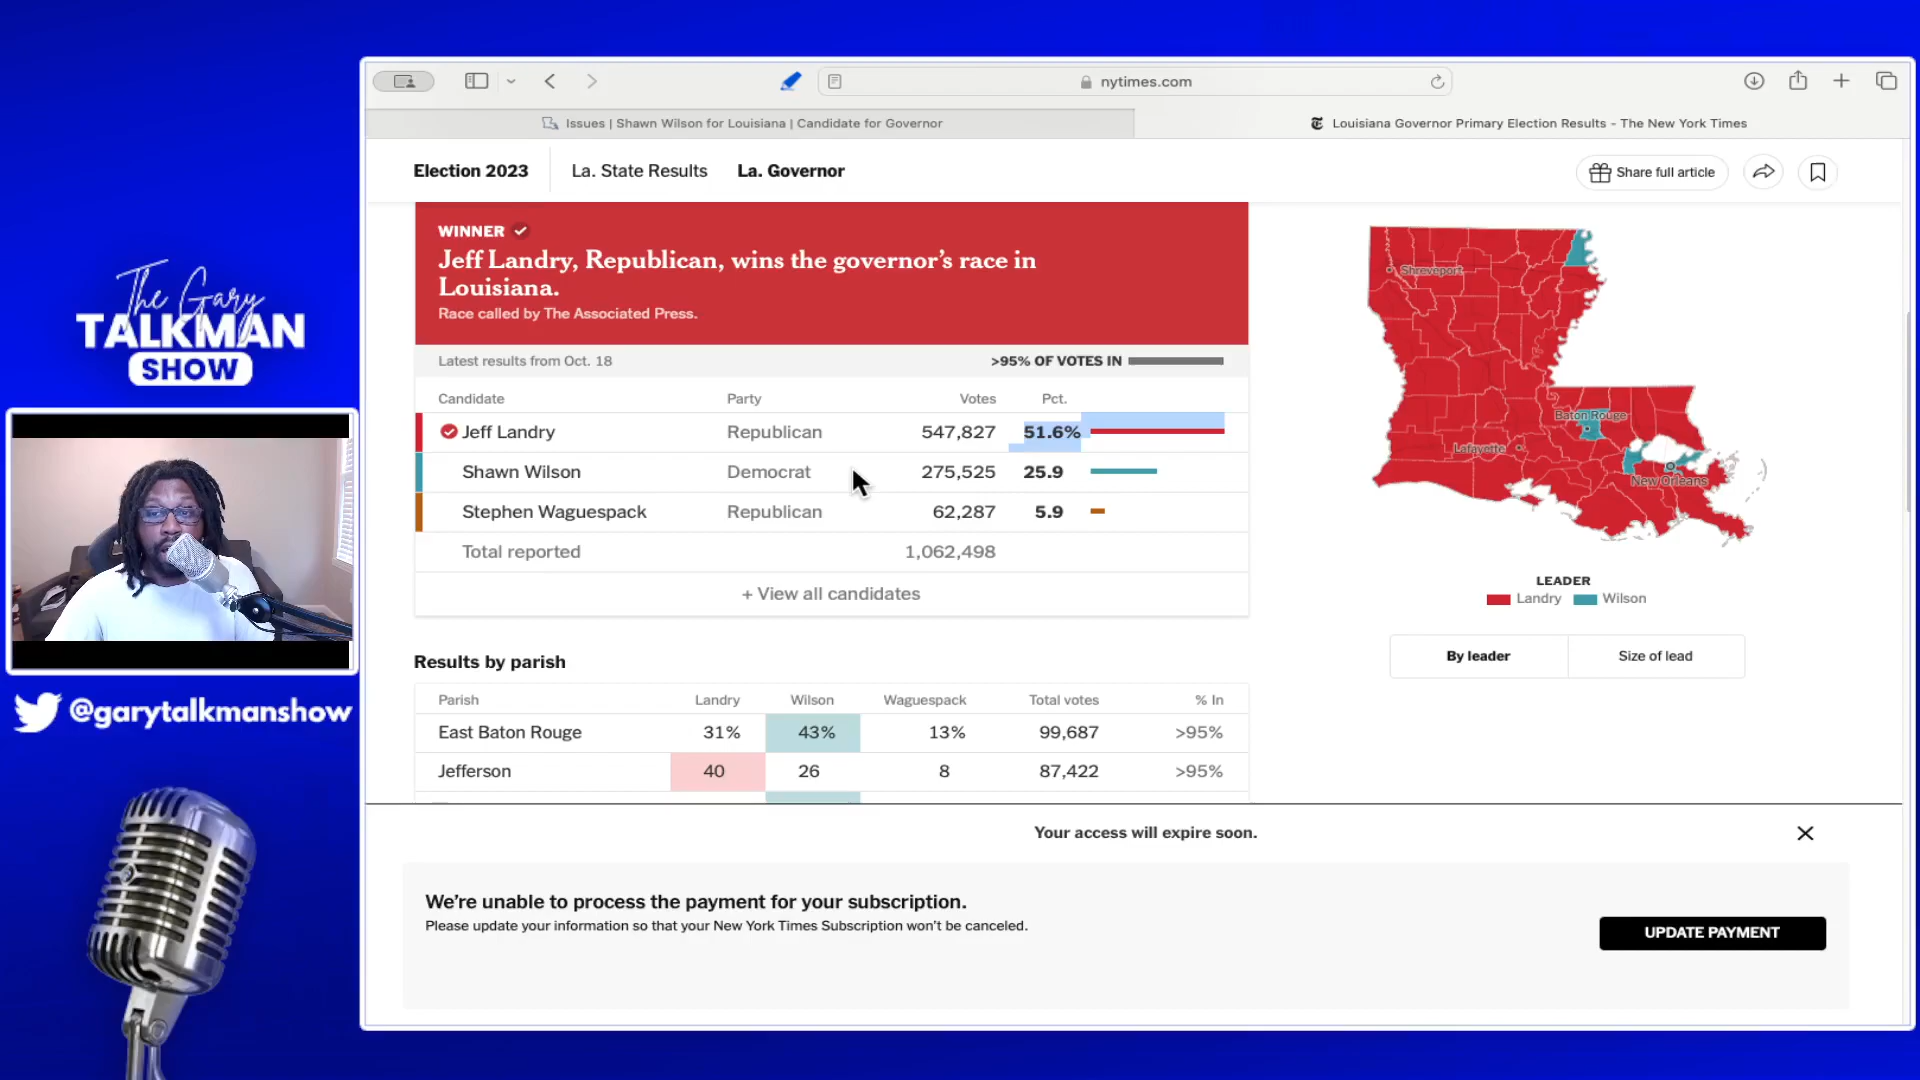 nytimes.com
Issues | Shawn Wilson for Louisiana | Candidate for Governor
Louisiana Governor Primary Election Results - The New York Times
Election 2023
La. State Results
La. Governor
Share full article
WINNER
Jeff Landry, Republican, wins the governor’s race in
Louisiana.
Race called by The Associated Press.
Latest results from Oct. 18
>95% OF VOTES IN
Candidate Party Votes Pct.
Jeff Landry Republican 547,827 51.6%
Shawn Wilson Democrat 275,525 25.9
Stephen Waguespack Republican 62,287 5.9
Total reported 1,062,498
+ View all candidates
Shreveport
Baton Rouge
Lafayette
New Orleans
LEADER
Landry Wilson
By leader Size of lead
Results by parish
Parish Landry Wilson Waguespack Total votes % In
East Baton Rouge 31% 43% 13% 99,687 >95%
Jefferson 40 26 8 87,422 >95%
Your access will expire soon.
We’re unable to process the payment for your subscription.
Please update your information so that your New York Times Subscription won’t be canceled.
UPDATE PAYMENT
The Gary
TALKMAN
SHOW
@garytalkmanshow